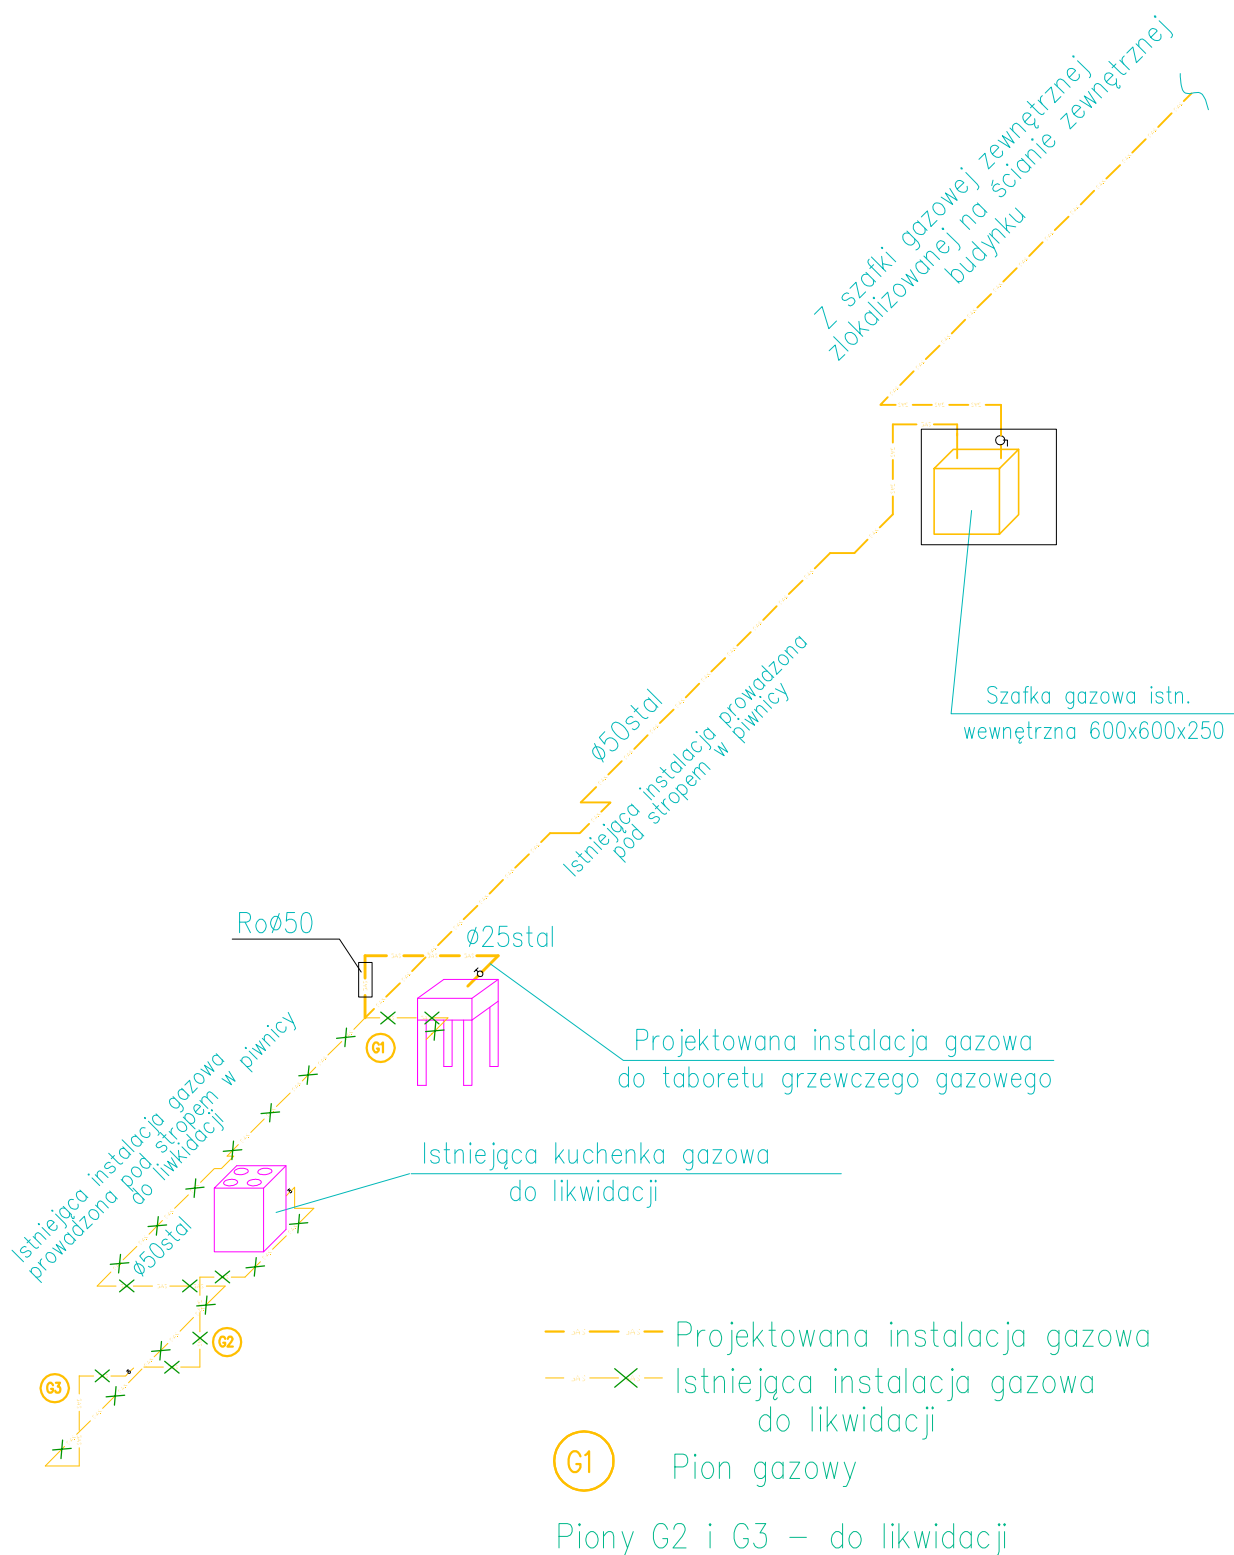 Z szafki gazowej zewnętrznej
zlokalizowanej na ścianie zewnętrznej
budynku
Szafka gazowa istn.
wewnętrzna 600x600x250
ø50stal
Istniejąca instalacja prowadzona
pod stropem w piwnicy
Roø50
ø25stal
G1
Projektowana instalacja gazowa
do taboretu grzewczego gazowego
Istniejąca instalacja gazowa
prowadzona pod stropem w piwnicy
do liwkidacji
ø50stal
Istniejąca kuchenka gazowa
do likwidacji
G2
G3
Projektowana instalacja gazowa
Istniejąca instalacja gazowa
do likwidacji
G1
Pion gazowy
Piony G2 i G3 – do likwidacji